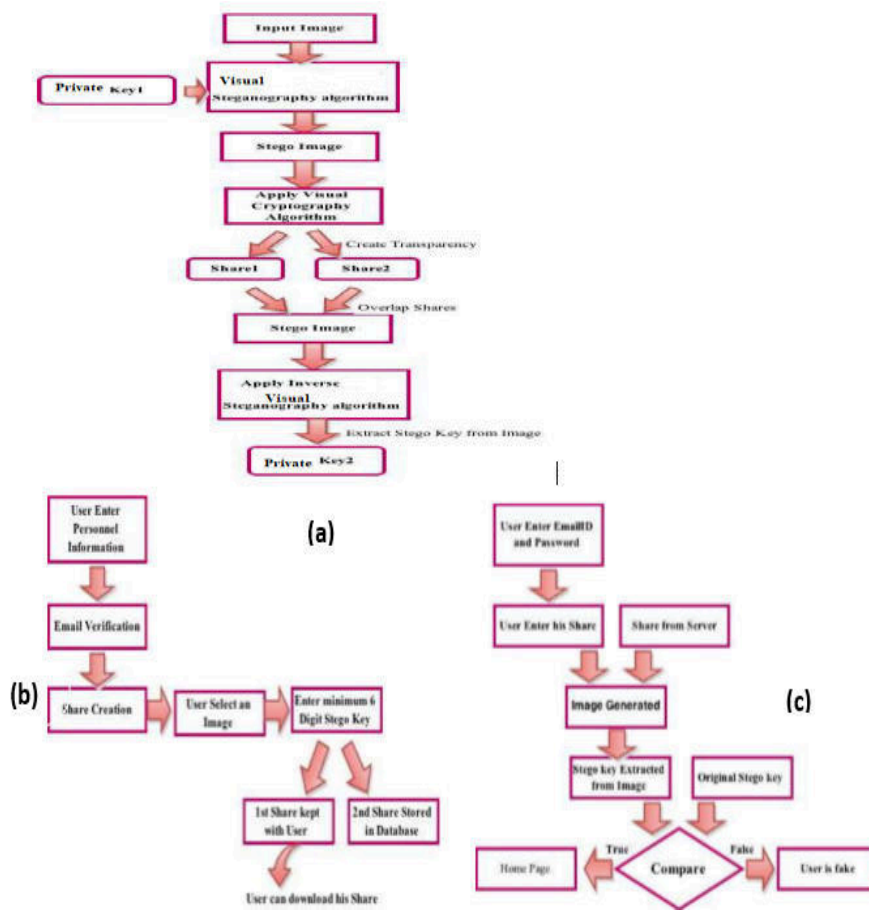 Input Image
Private Key1
Visual
Steganography algorithm
Stego Image
Apply Visual
Cryptography
Algorithm
Create Transparency
Share1
Share2
Overlap Shares
Stego Image
Apply Inverse
Visual
Steganography algorithm
Extract Stego Key from Image
Private Key2
(a)
User Enter
Personnel
Information
Email Verification
(b)
Share Creation
User Select an
Image
Enter minimum 6
Digit Stego Key
1st Share kept
with User
2nd Share Stored
in Database
User can download his Share
User Enter EmailID
and Password
User Enter his Share
Share from Server
Image Generated
(c)
Stego key Extracted
from Image
Original Stego key
True
False
Home Page
Compare
User is fake